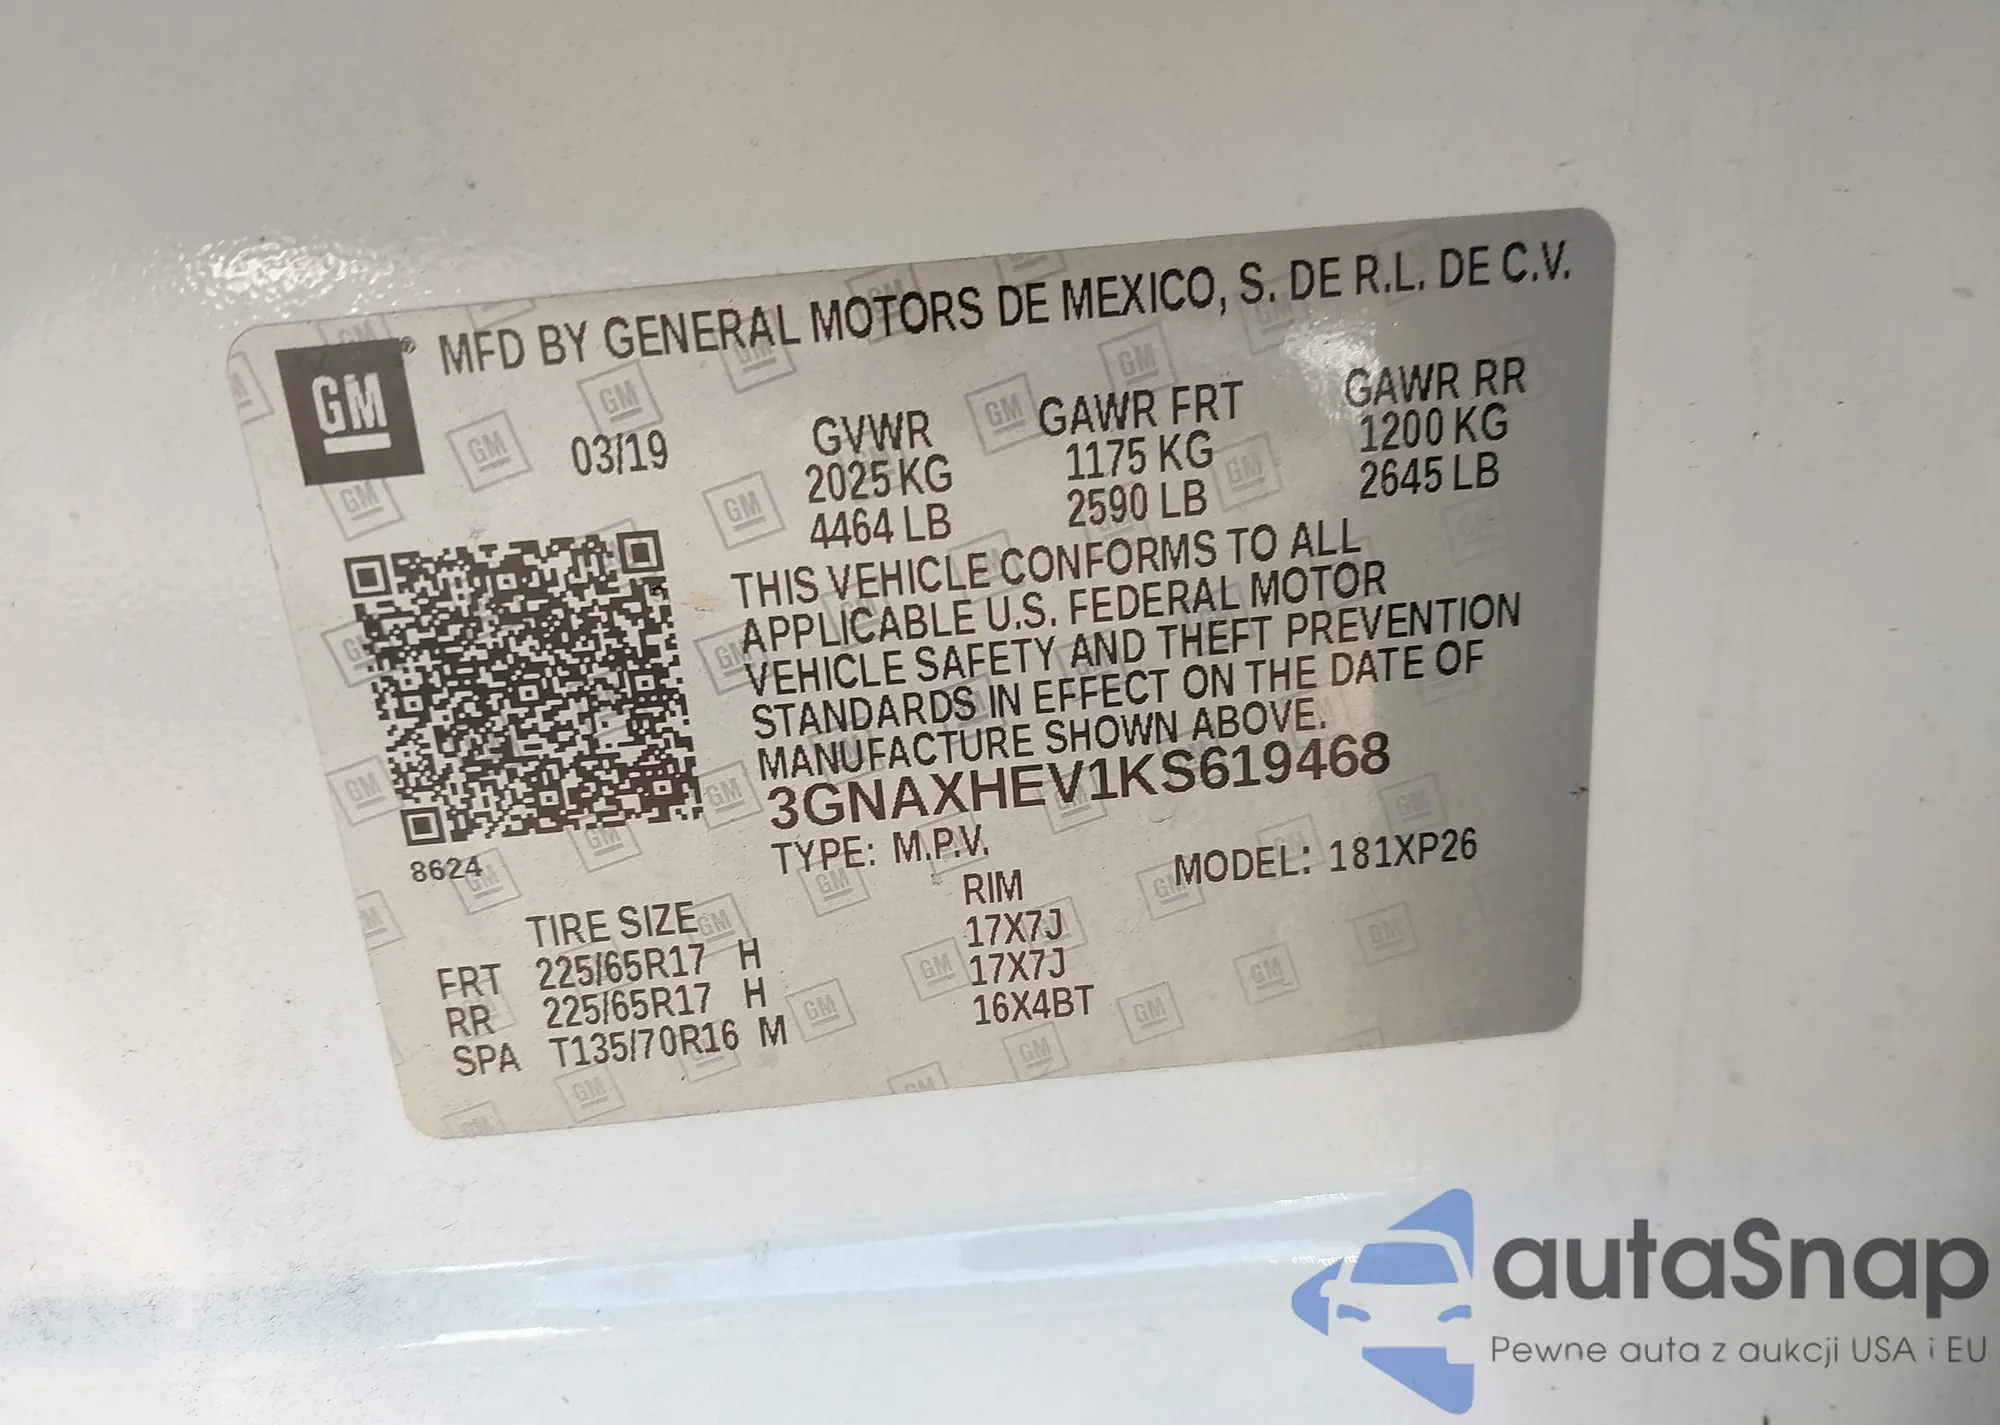 GM® MFD BY GENERAL MOTORS DE MEXICO, S. DE R.L. DE C.V.
03/19 GVWR GAWR FRT GAWR RR
2025 KG 1175 KG 1200 KG
4464 LB 2590 LB 2645 LB
THIS VEHICLE CONFORMS TO ALL
APPLICABLE U.S. FEDERAL MOTOR
VEHICLE SAFETY AND THEFT PREVENTION
STANDARDS IN EFFECT ON THE DATE OF
MANUFACTURE SHOWN ABOVE.
3GNAXHEV1KS619468
8624
TYPE: M.P.V. MODEL: 181XP26
TIRE SIZE RIM
FRT 225/65R17 H 17X7J
RR 225/65R17 H 17X7J
SPA T135/70R16 M 16X4BT
autaSnap
Pewne auta z aukcji USA i EU